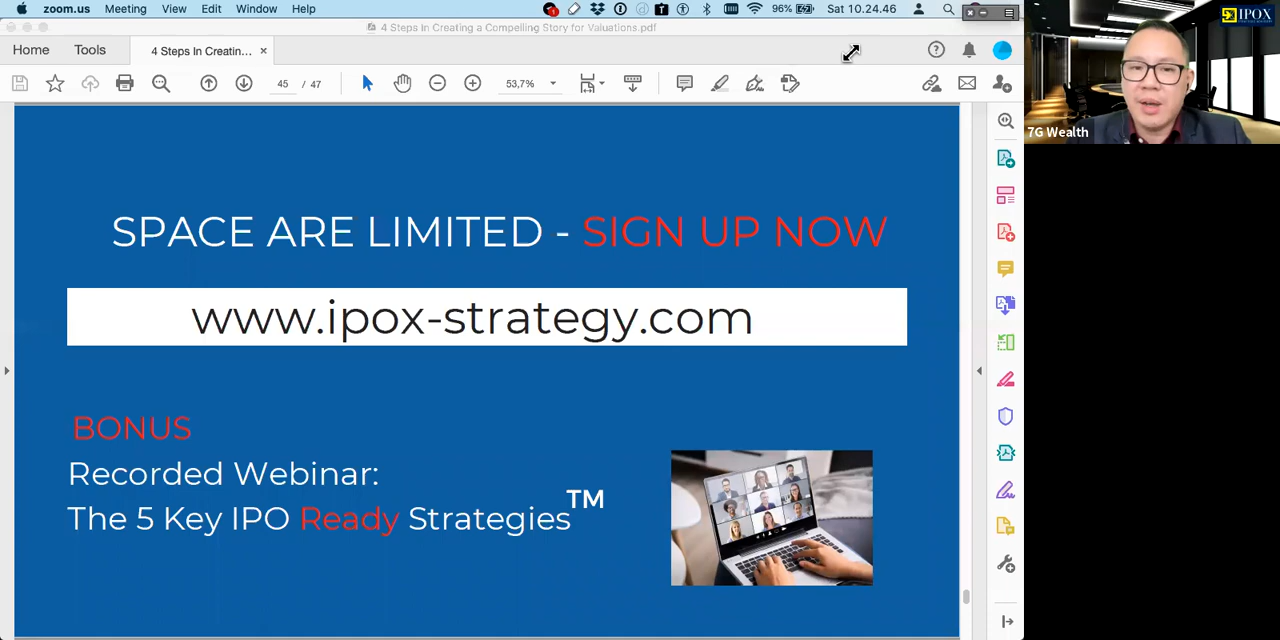 zoom.us Meeting View Edit Window Help
96% Sat 10.24.46
4 Steps In Creating a Compelling Story for Valuations.pdf
Home Tools 4 Steps In Creatin... ×
45 / 47 53,7%
SPACE ARE LIMITED - SIGN UP NOW
www.ipox-strategy.com
BONUS
Recorded Webinar:
The 5 Key IPO Ready Strategies™
IPOX
7G Wealth